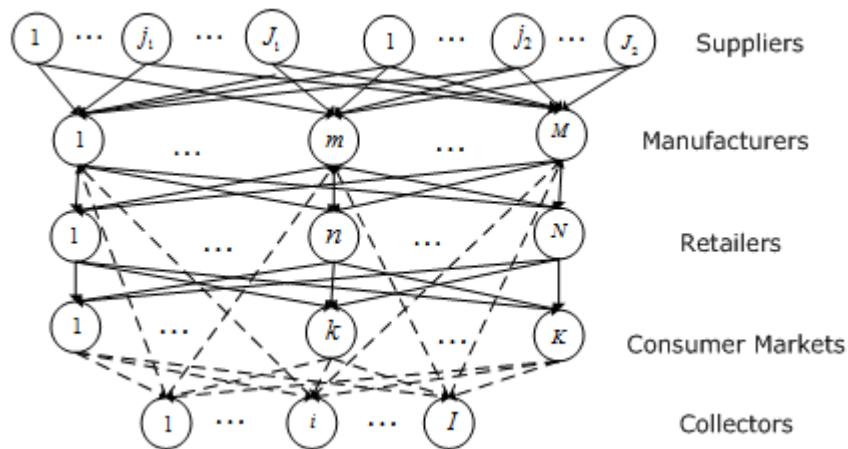 1 ... j₁ ... J₁ 1 ... j₂ ... J₂ Suppliers
1 ... m ... M Manufacturers
1 ... n ... N Retailers
1 ... k ... K Consumer Markets
1 ... i ... I Collectors